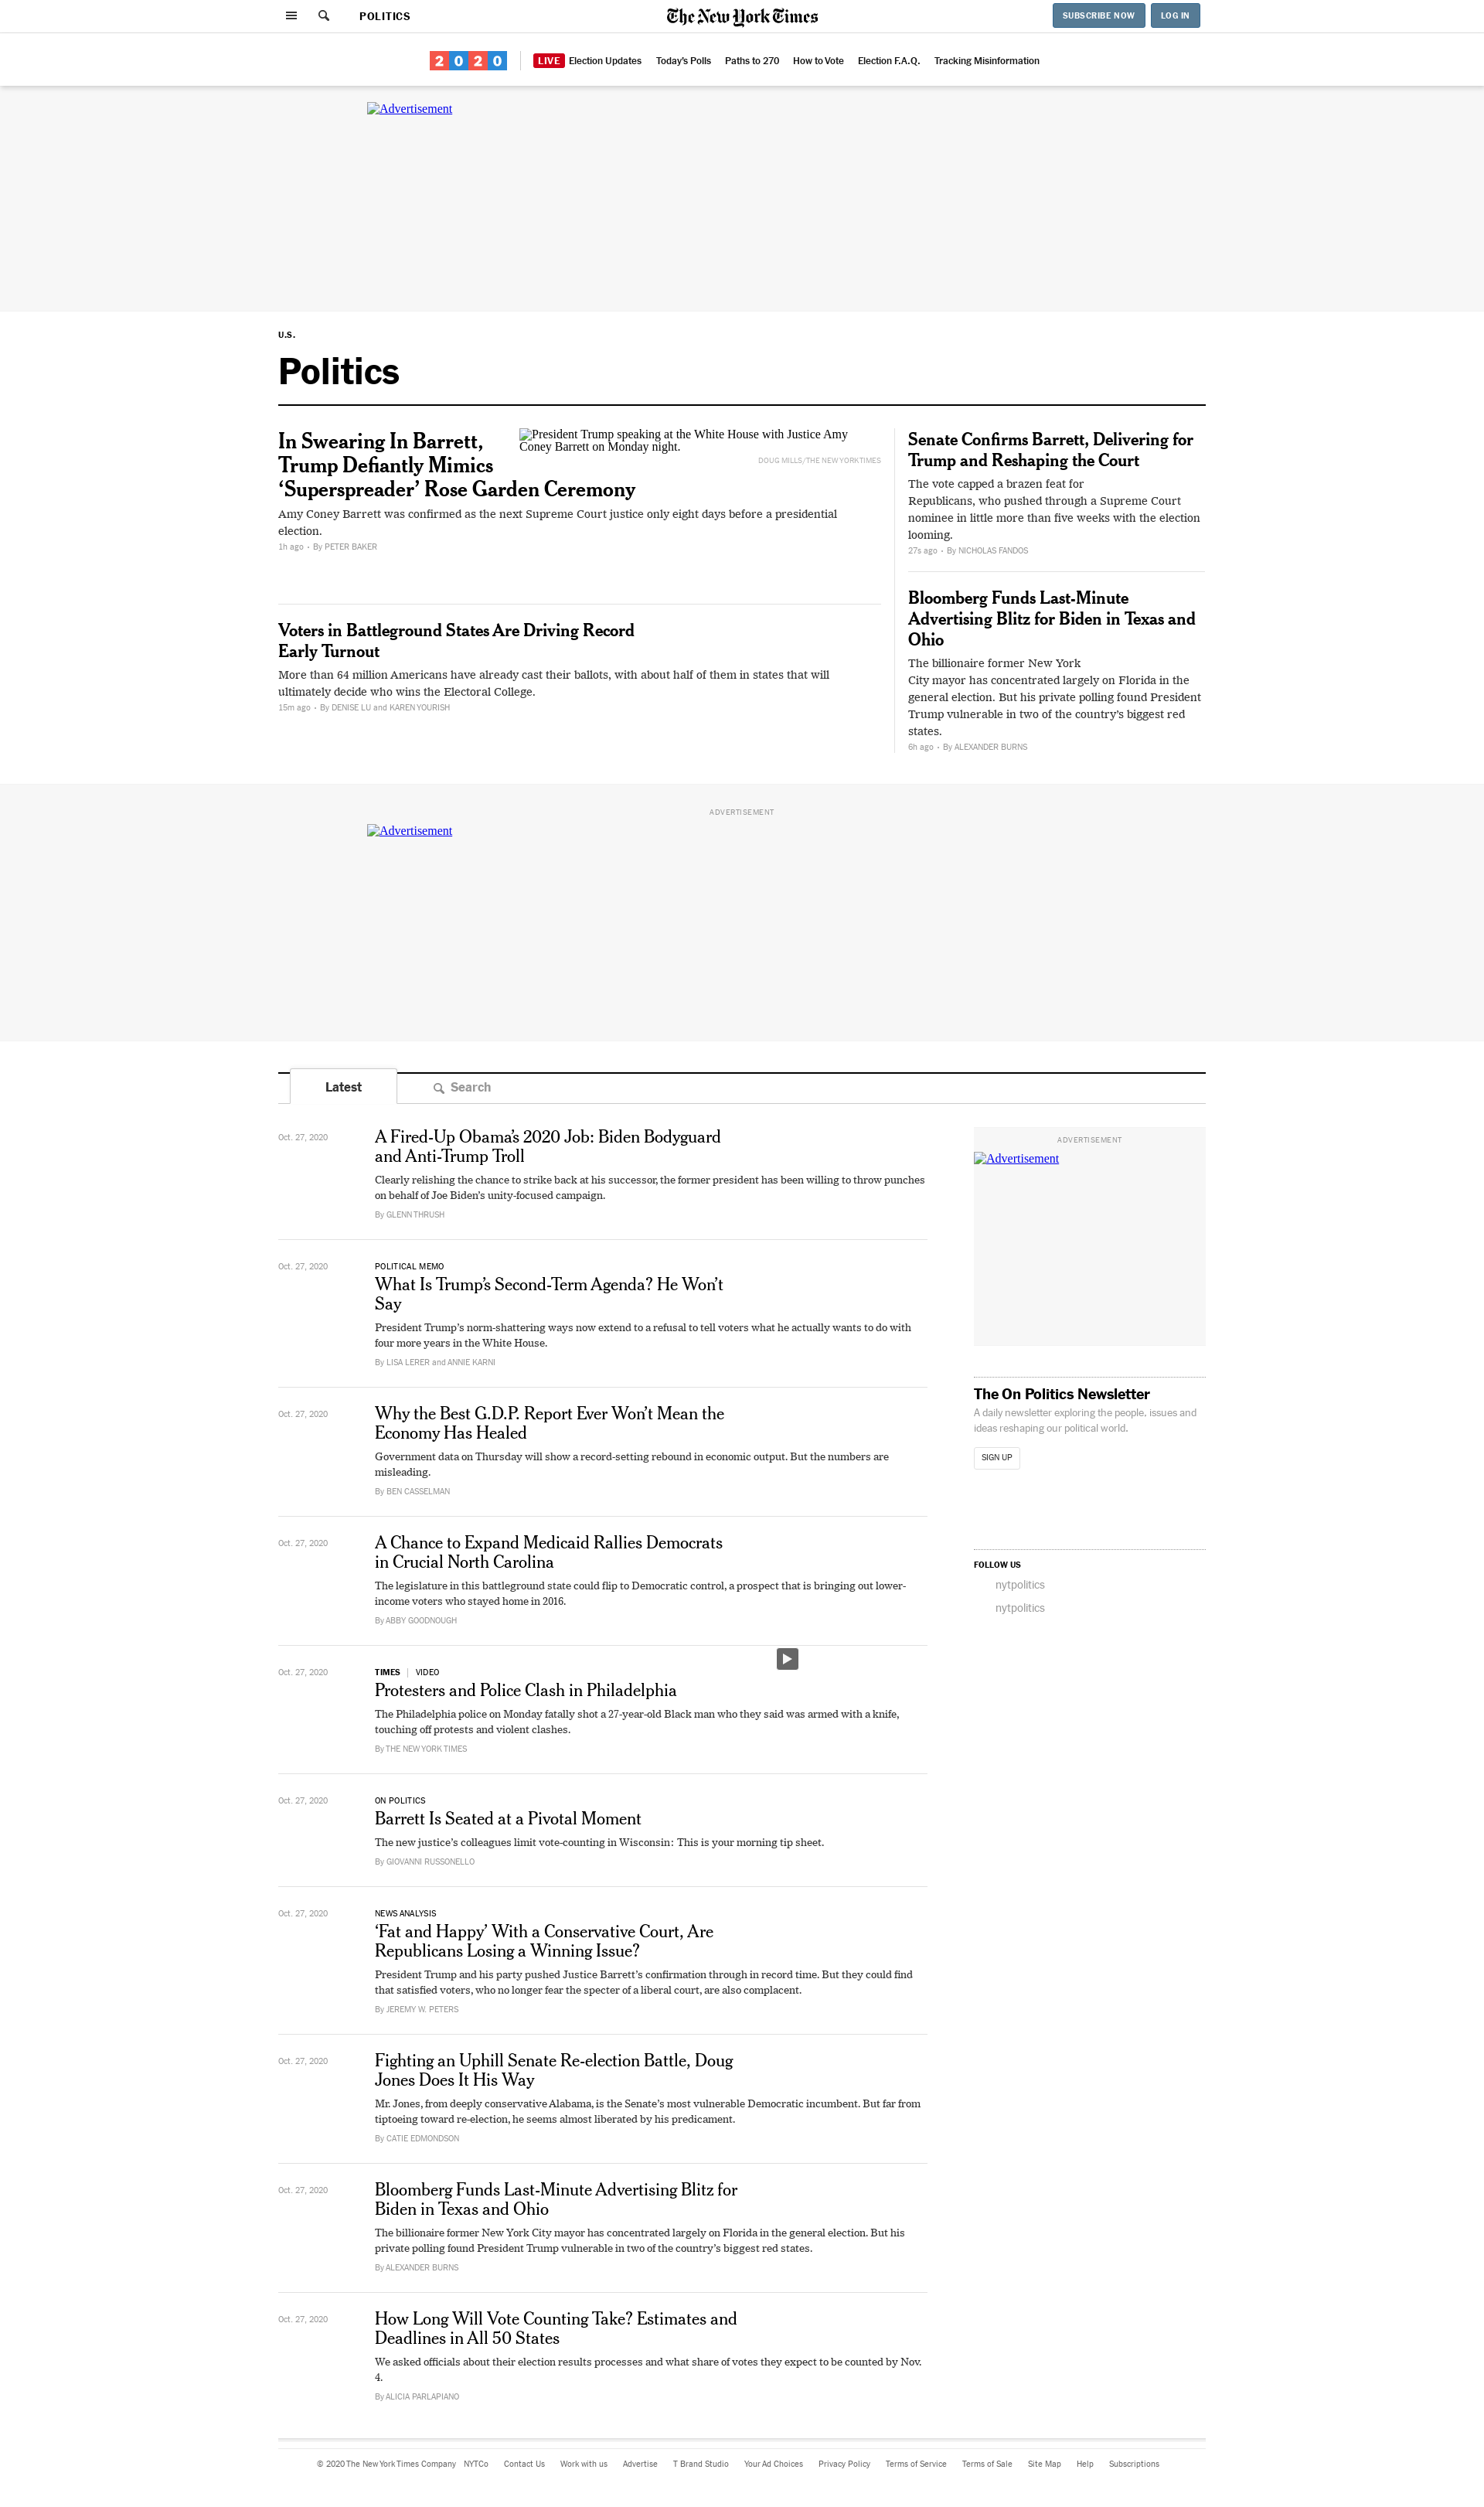 POLITICS
The New York Times
SUBSCRIBE NOW
LOG IN
2020
LIVE Election Updates
Today's Polls
Paths to 270
How to Vote
Election F.A.Q.
Tracking Misinformation
Advertisement
U.S.
Politics
In Swearing In Barrett,
Trump Defiantly Mimics
‘Superspreader’ Rose Garden Ceremony
President Trump speaking at the White House with Justice Amy
Coney Barrett on Monday night.
DOUG MILLS/THE NEW YORK TIMES
Amy Coney Barrett was confirmed as the next Supreme Court justice only eight days before a presidential
election.
1h ago • By PETER BAKER
Voters in Battleground States Are Driving Record
Early Turnout
More than 64 million Americans have already cast their ballots, with about half of them in states that will
ultimately decide who wins the Electoral College.
15m ago • By DENISE LU and KAREN YOURISH
Senate Confirms Barrett, Delivering for
Trump and Reshaping the Court
The vote capped a brazen feat for
Republicans, who pushed through a Supreme Court
nominee in little more than five weeks with the election
looming.
27s ago • By NICHOLAS FANDOS
Bloomberg Funds Last-Minute
Advertising Blitz for Biden in Texas and
Ohio
The billionaire former New York
City mayor has concentrated largely on Florida in the
general election. But his private polling found President
Trump vulnerable in two of the country’s biggest red
states.
6h ago • By ALEXANDER BURNS
ADVERTISEMENT
Advertisement
Latest
Search
Oct. 27, 2020
A Fired-Up Obama’s 2020 Job: Biden Bodyguard
and Anti-Trump Troll
Clearly relishing the chance to strike back at his successor, the former president has been willing to throw punches
on behalf of Joe Biden’s unity-focused campaign.
By GLENN THRUSH
Oct. 27, 2020
POLITICAL MEMO
What Is Trump’s Second-Term Agenda? He Won’t
Say
President Trump’s norm-shattering ways now extend to a refusal to tell voters what he actually wants to do with
four more years in the White House.
By LISA LERER and ANNIE KARNI
Oct. 27, 2020
Why the Best G.D.P. Report Ever Won’t Mean the
Economy Has Healed
Government data on Thursday will show a record-setting rebound in economic output. But the numbers are
misleading.
By BEN CASSELMAN
Oct. 27, 2020
A Chance to Expand Medicaid Rallies Democrats
in Crucial North Carolina
The legislature in this battleground state could flip to Democratic control, a prospect that is bringing out lower-
income voters who stayed home in 2016.
By ABBY GOODNOUGH
Oct. 27, 2020
TIMES | VIDEO
Protesters and Police Clash in Philadelphia
The Philadelphia police on Monday fatally shot a 27-year-old Black man who they said was armed with a knife,
touching off protests and violent clashes.
By THE NEW YORK TIMES
Oct. 27, 2020
ON POLITICS
Barrett Is Seated at a Pivotal Moment
The new justice’s colleagues limit vote-counting in Wisconsin: This is your morning tip sheet.
By GIOVANNI RUSSONELLO
Oct. 27, 2020
NEWS ANALYSIS
‘Fat and Happy’ With a Conservative Court, Are
Republicans Losing a Winning Issue?
President Trump and his party pushed Justice Barrett’s confirmation through in record time. But they could find
that satisfied voters, who no longer fear the specter of a liberal court, are also complacent.
By JEREMY W. PETERS
Oct. 27, 2020
Fighting an Uphill Senate Re-election Battle, Doug
Jones Does It His Way
Mr. Jones, from deeply conservative Alabama, is the Senate’s most vulnerable Democratic incumbent. But far from
tiptoeing toward re-election, he seems almost liberated by his predicament.
By CATIE EDMONDSON
Oct. 27, 2020
Bloomberg Funds Last-Minute Advertising Blitz for
Biden in Texas and Ohio
The billionaire former New York City mayor has concentrated largely on Florida in the general election. But his
private polling found President Trump vulnerable in two of the country’s biggest red states.
By ALEXANDER BURNS
Oct. 27, 2020
How Long Will Vote Counting Take? Estimates and
Deadlines in All 50 States
We asked officials about their election results processes and what share of votes they expect to be counted by Nov.
4.
By ALICIA PARLAPIANO
ADVERTISEMENT
Advertisement
The On Politics Newsletter
A daily newsletter exploring the people, issues and
ideas reshaping our political world.
SIGN UP
FOLLOW US
nytpolitics
nytpolitics
© 2020 The New York Times Company
NYTCo
Contact Us
Work with us
Advertise
T Brand Studio
Your Ad Choices
Privacy Policy
Terms of Service
Terms of Sale
Site Map
Help
Subscriptions